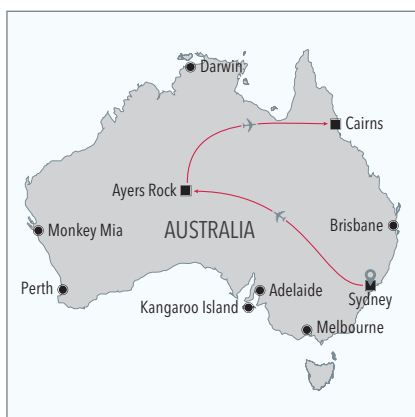 Darwin
Cairns
Ayers Rock
Monkey Mia
AUSTRALIA
Brisbane
Perth
Adelaide
Sydney
Kangaroo Island
Melbourne